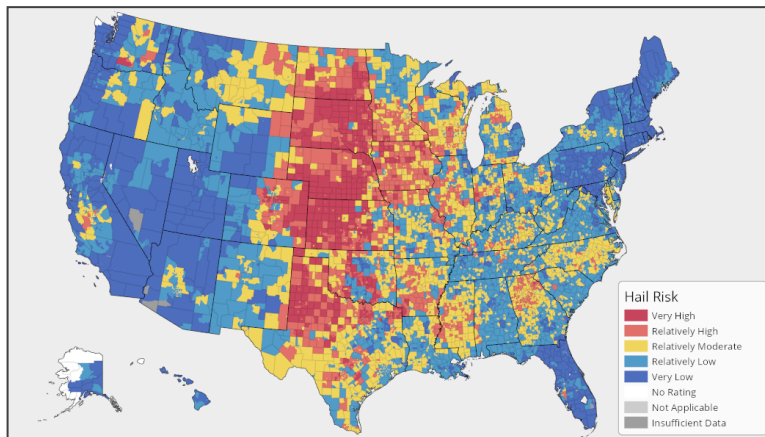 Hail Risk
Very High
Relatively High
Relatively Moderate
Relatively Low
Very Low
No Rating
Not Applicable
Insufficient Data